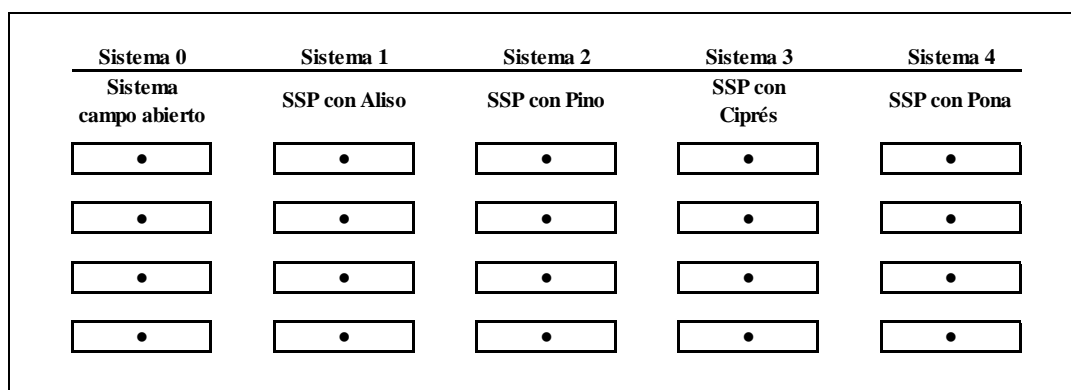 Sistema 0 Sistema 1 Sistema 2 Sistema 3 Sistema 4
Sistema campo abierto SSP con Aliso SSP con Pino SSP con Ciprés SSP con Pona